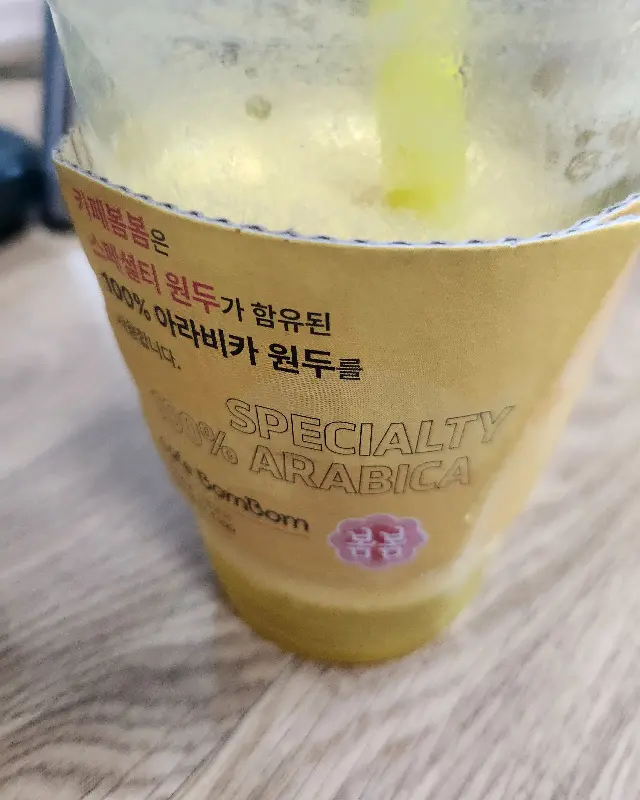 카페봄봄은
스페셜티 원두가 함유된
100% 아라비카 원두를
사용합니다.
SPECIALTY
100% ARABICA
Cafe BomBom
봄봄